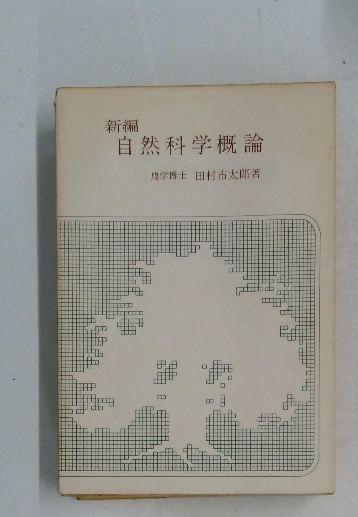 新編
自然科学概論
農学博士 田村市太郎著